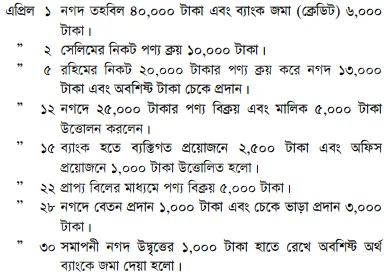 এপ্রিল ১ নগদ তহবিল ৪০,০০০ টাকা এবং ব্যাংক জমা (ক্রেডিট) ৬,০০০
টাকা।
” ২ সেলিমের নিকট পণ্য ক্রয় ১০,০০০ টাকা।
” ৫ রহিমের নিকট ২০,০০০ টাকার পণ্য ক্রয় করে নগদ ১৩,০০০
টাকা এবং অবশিষ্ট টাকা চেকে প্রদান।
” ১২ নগদে ২৫,০০০ টাকার পণ্য বিক্রয় এবং মালিক ৫,০০০ টাকা
উত্তোলন করলেন।
” ১৫ ব্যাংক হতে ব্যক্তিগত প্রয়োজনে ২,৫০০ টাকা এবং অফিস
প্রয়োজনে ১,০০০ টাকা উত্তোলিত হলো।
” ২২ প্রাপ্য বিলের মাধ্যমে পণ্য বিক্রয় ৫,০০০ টাকা।
” ২৮ নগদে বেতন প্রদান ১,০০০ টাকা এবং চেকে ভাড়া প্রদান ৩,০০০
টাকা।
” ৩০ সমাপনী নগদ উদ্বৃত্তের ১,০০০ টাকা হাতে রেখে অবশিষ্ট অর্থ
ব্যাংকে জমা দেয়া হলো।